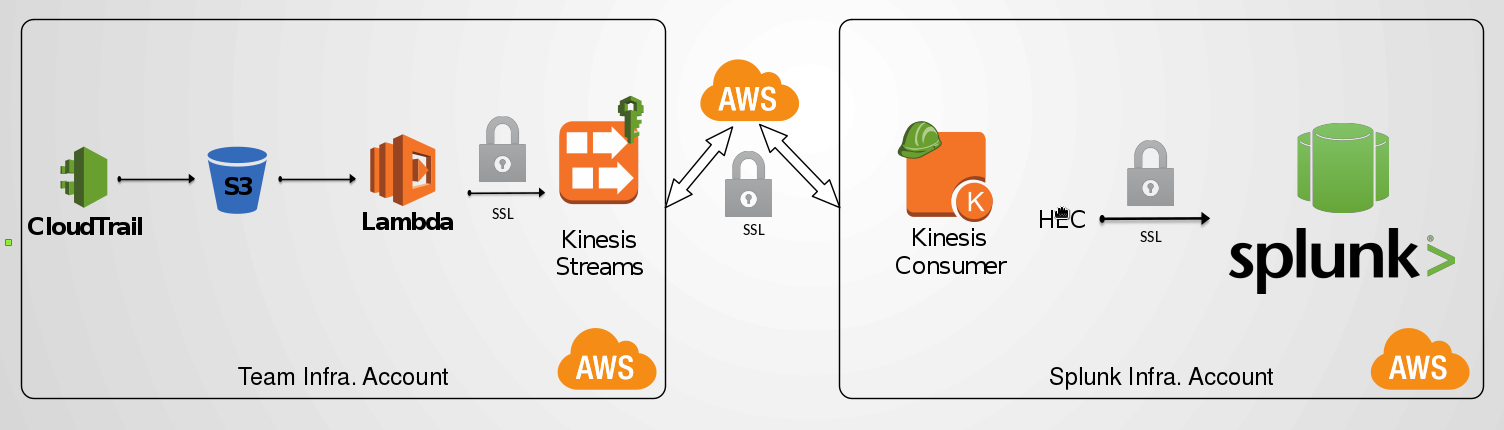 CloudTrail
S3
Lambda
SSL
Kinesis
Streams
AWS
Team Infra. Account
AWS
SSL
Kinesis
Consumer
K
HEC
SSL
splunk>®
Splunk Infra. Account
AWS